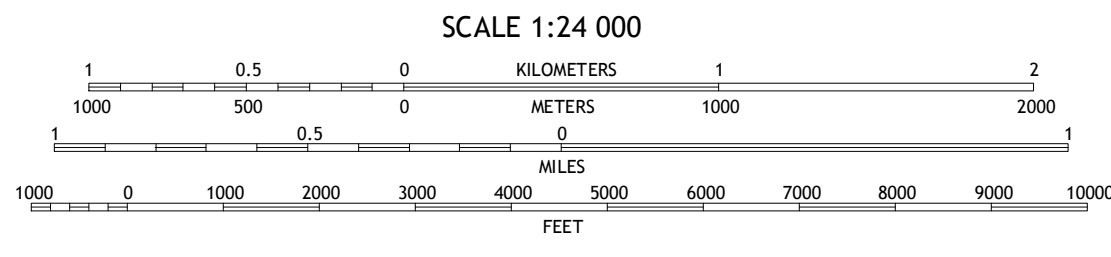 SCALE 1:24 000
1 0.5 0 KILOMETERS 1 2
1000 500 0 METERS 1000 2000
1 0.5 0 1
MILES
1000 0 1000 2000 3000 4000 5000 6000 7000 8000 9000 10000
FEET